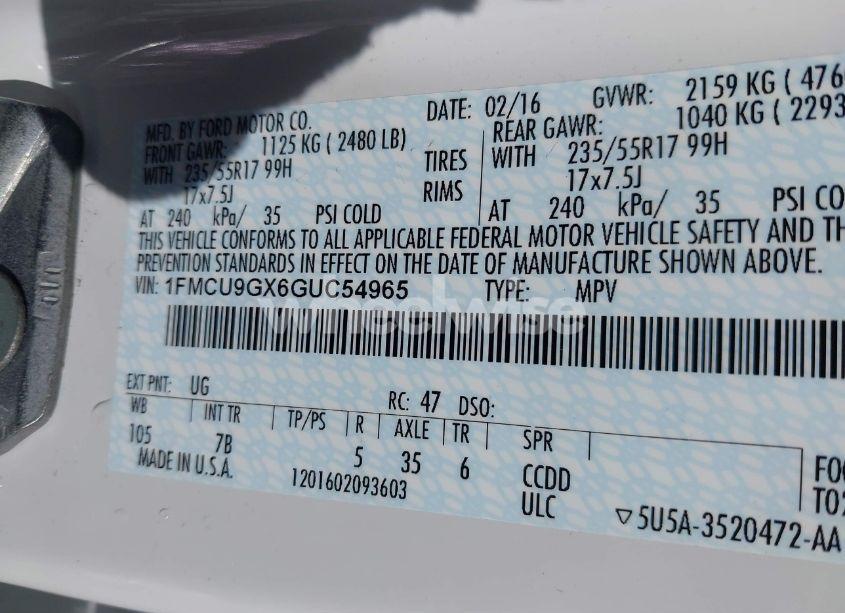 MFD. BY FORD MOTOR CO. DATE: 02/16 GVWR: 2159 KG ( 476
FRONT GAWR: 1125 KG ( 2480 LB) REAR GAWR: 1040 KG ( 2293
WITH 235/55R17 99H TIRES WITH 235/55R17 99H
17x7.5J RIMS 17x7.5J
AT 240 kPa/ 35 PSI COLD AT 240 kPa/ 35 PSI CO
THIS VEHICLE CONFORMS TO ALL APPLICABLE FEDERAL MOTOR VEHICLE SAFETY AND TH
PREVENTION STANDARDS IN EFFECT ON THE DATE OF MANUFACTURE SHOWN ABOVE.
VIN: 1FMCU9GX6GUC54965 TYPE: MPV
wheelwise
EXT PNT: UG RC: 47 DSO:
WB INT TR TP/PS R AXLE TR SPR
105 7B 5 35 6 CCDD
MADE IN U.S.A. 1201602093603 ULC
FO
TO
▽5U5A-3520472-AA